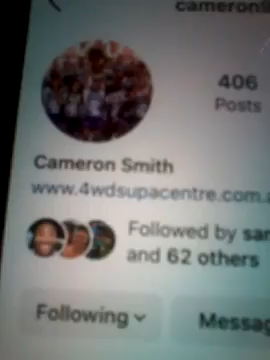 406
Posts
Cameron Smith
www.4wdsupacentre.com.
Followed by
and 62 others
Following